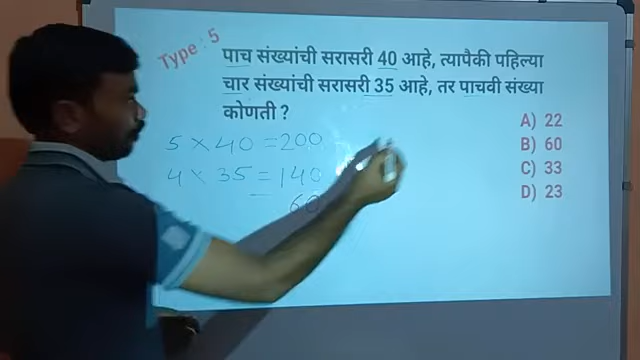 Type : 5
पाच संख्यांची सरासरी 40 आहे, त्यापैकी पहिल्या
चार संख्यांची सरासरी 35 आहे, तर पाचवी संख्या
कोणती ?
5 × 40 = 200
4 × 35 = 140
60
A) 22
B) 60
C) 33
D) 23